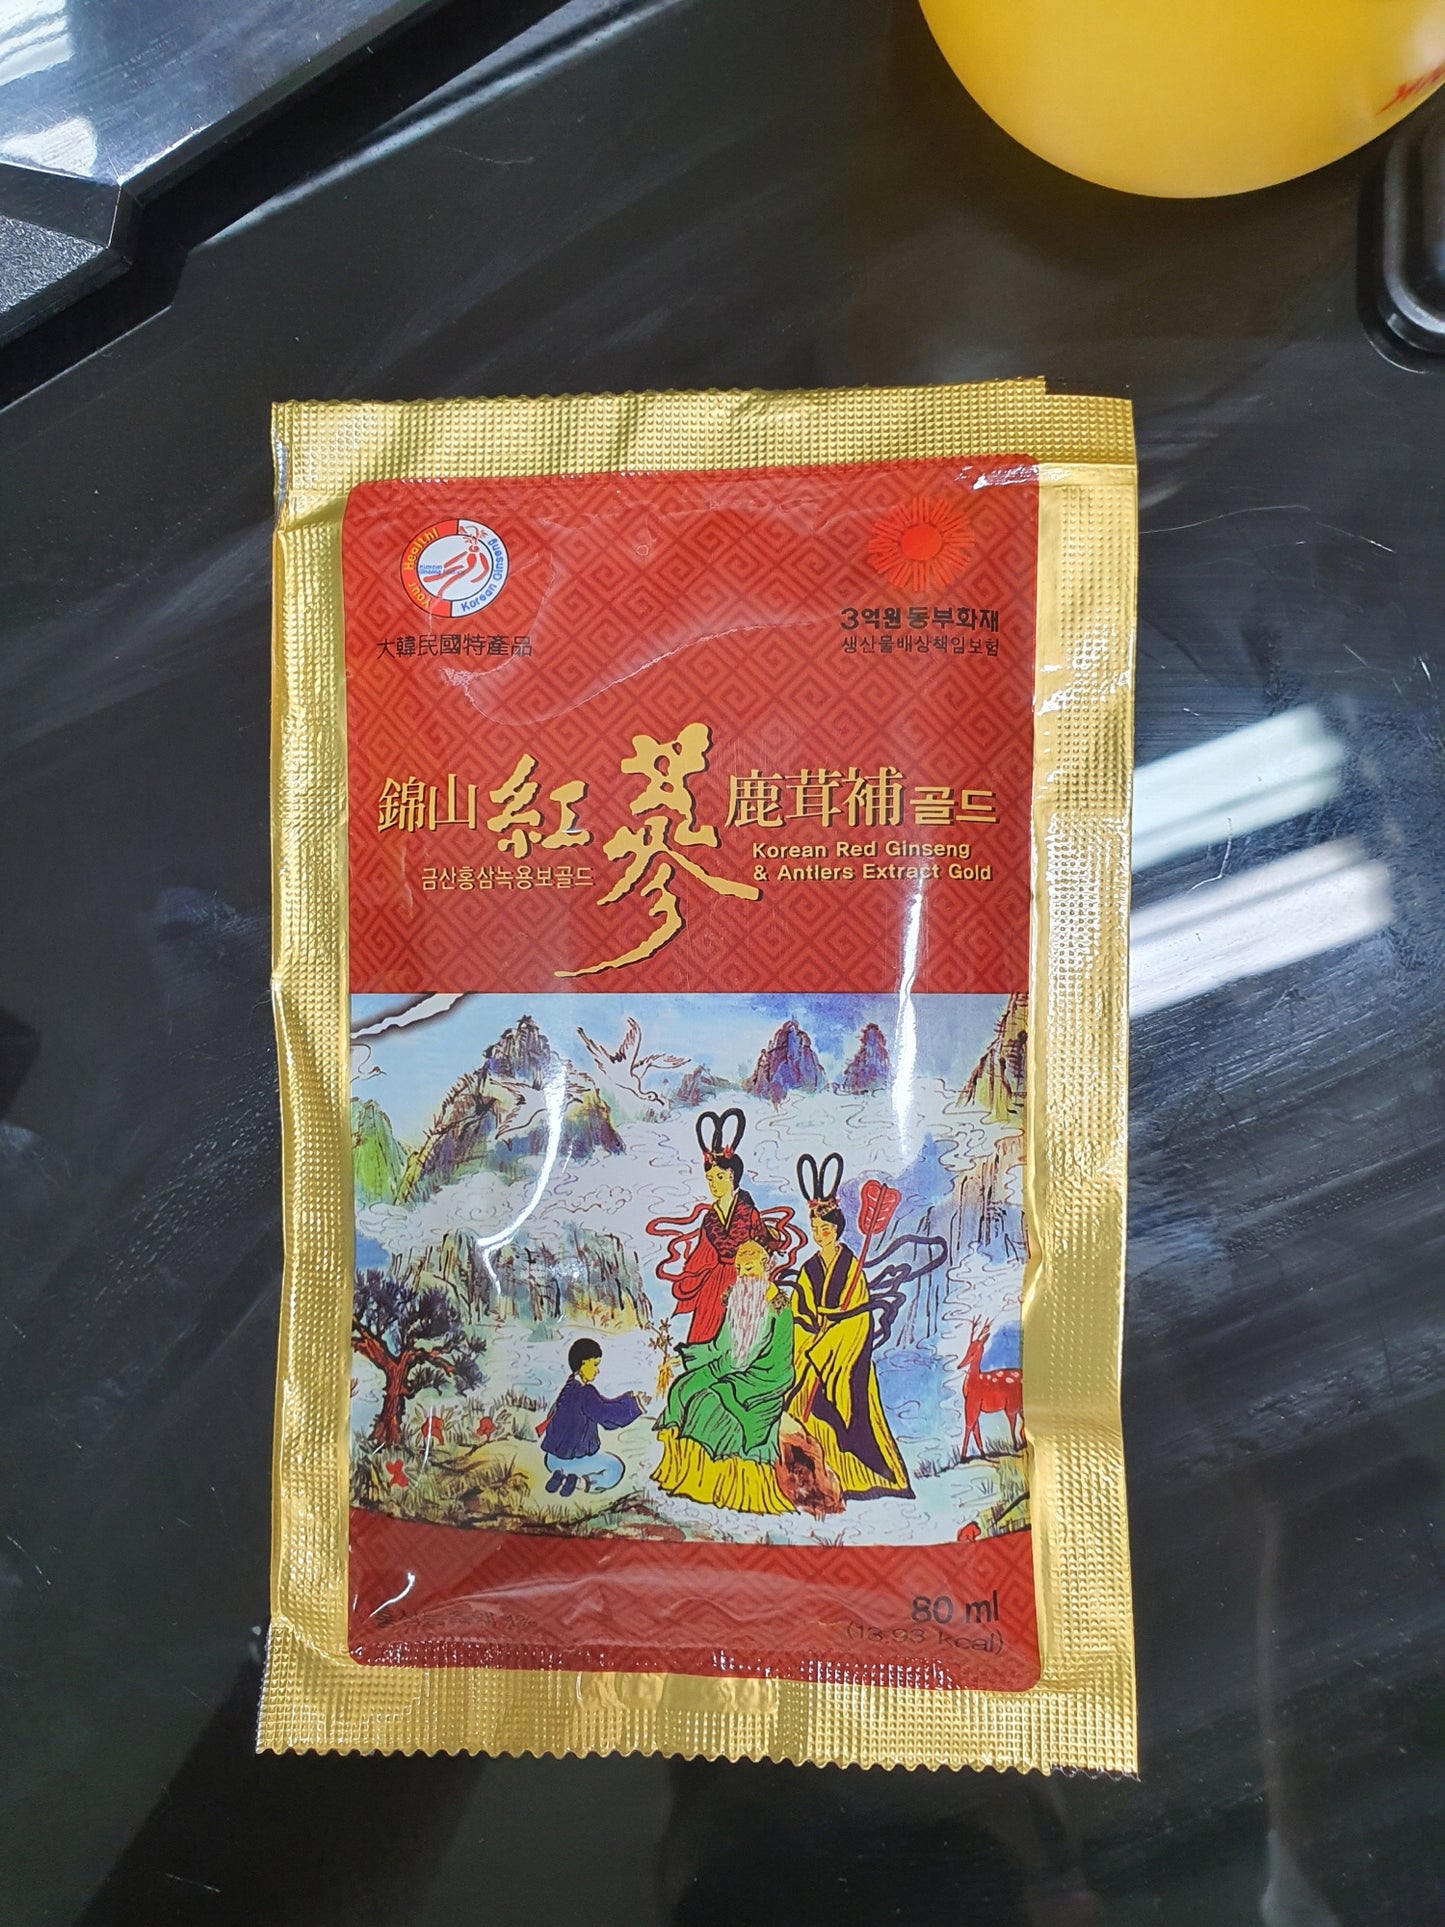 Your Health!
Korean Ginseng
大韓民國特產品
3억원 동부화재
생산물배상책임보험
錦山 紅蔘 鹿茸補 골드
금산홍삼녹용보골드
Korean Red Ginseng
& Antlers Extract Gold
80 ml
(13.93 kcal)